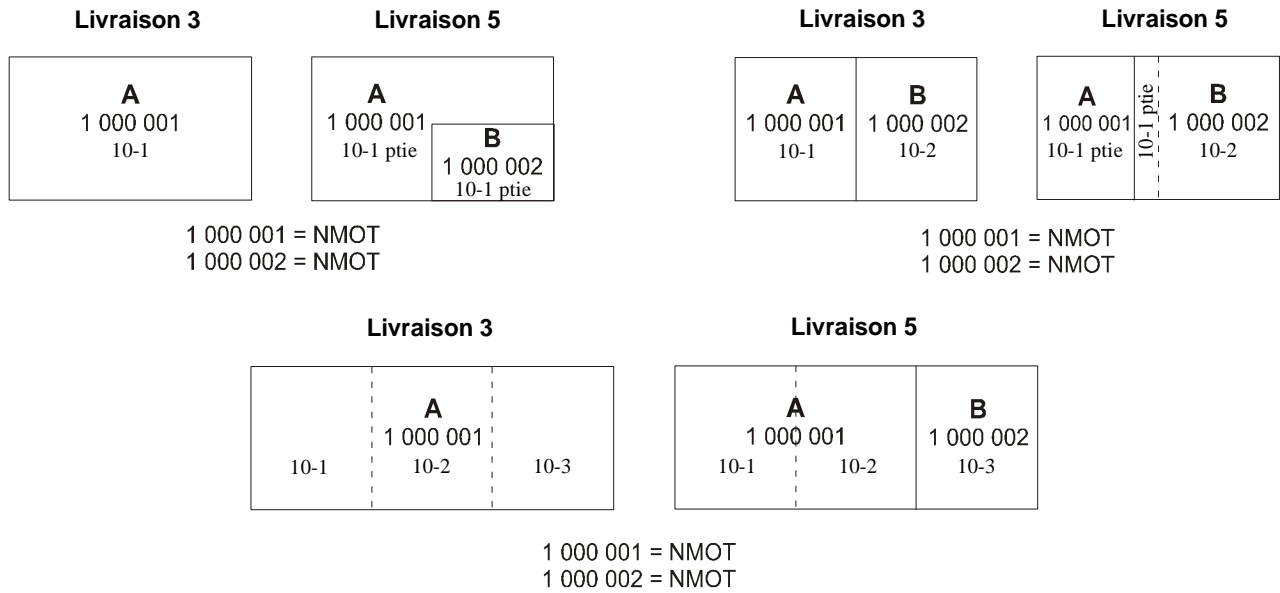 Livraison 3
Livraison 5
A
1 000 001
10-1
A
1 000 001
10-1 ptie
B
1 000 002
10-1 ptie
1 000 001 = NMOT
1 000 002 = NMOT
Livraison 3
Livraison 5
A
1 000 001
10-1
B
1 000 002
10-2
A
1 000 001
10-1 ptie
10-1 ptie
B
1 000 002
10-2
1 000 001 = NMOT
1 000 002 = NMOT
Livraison 3
Livraison 5
A
1 000 001
10-1
10-2
10-3
A
1 000 001
10-1
10-2
B
1 000 002
10-3
1 000 001 = NMOT
1 000 002 = NMOT